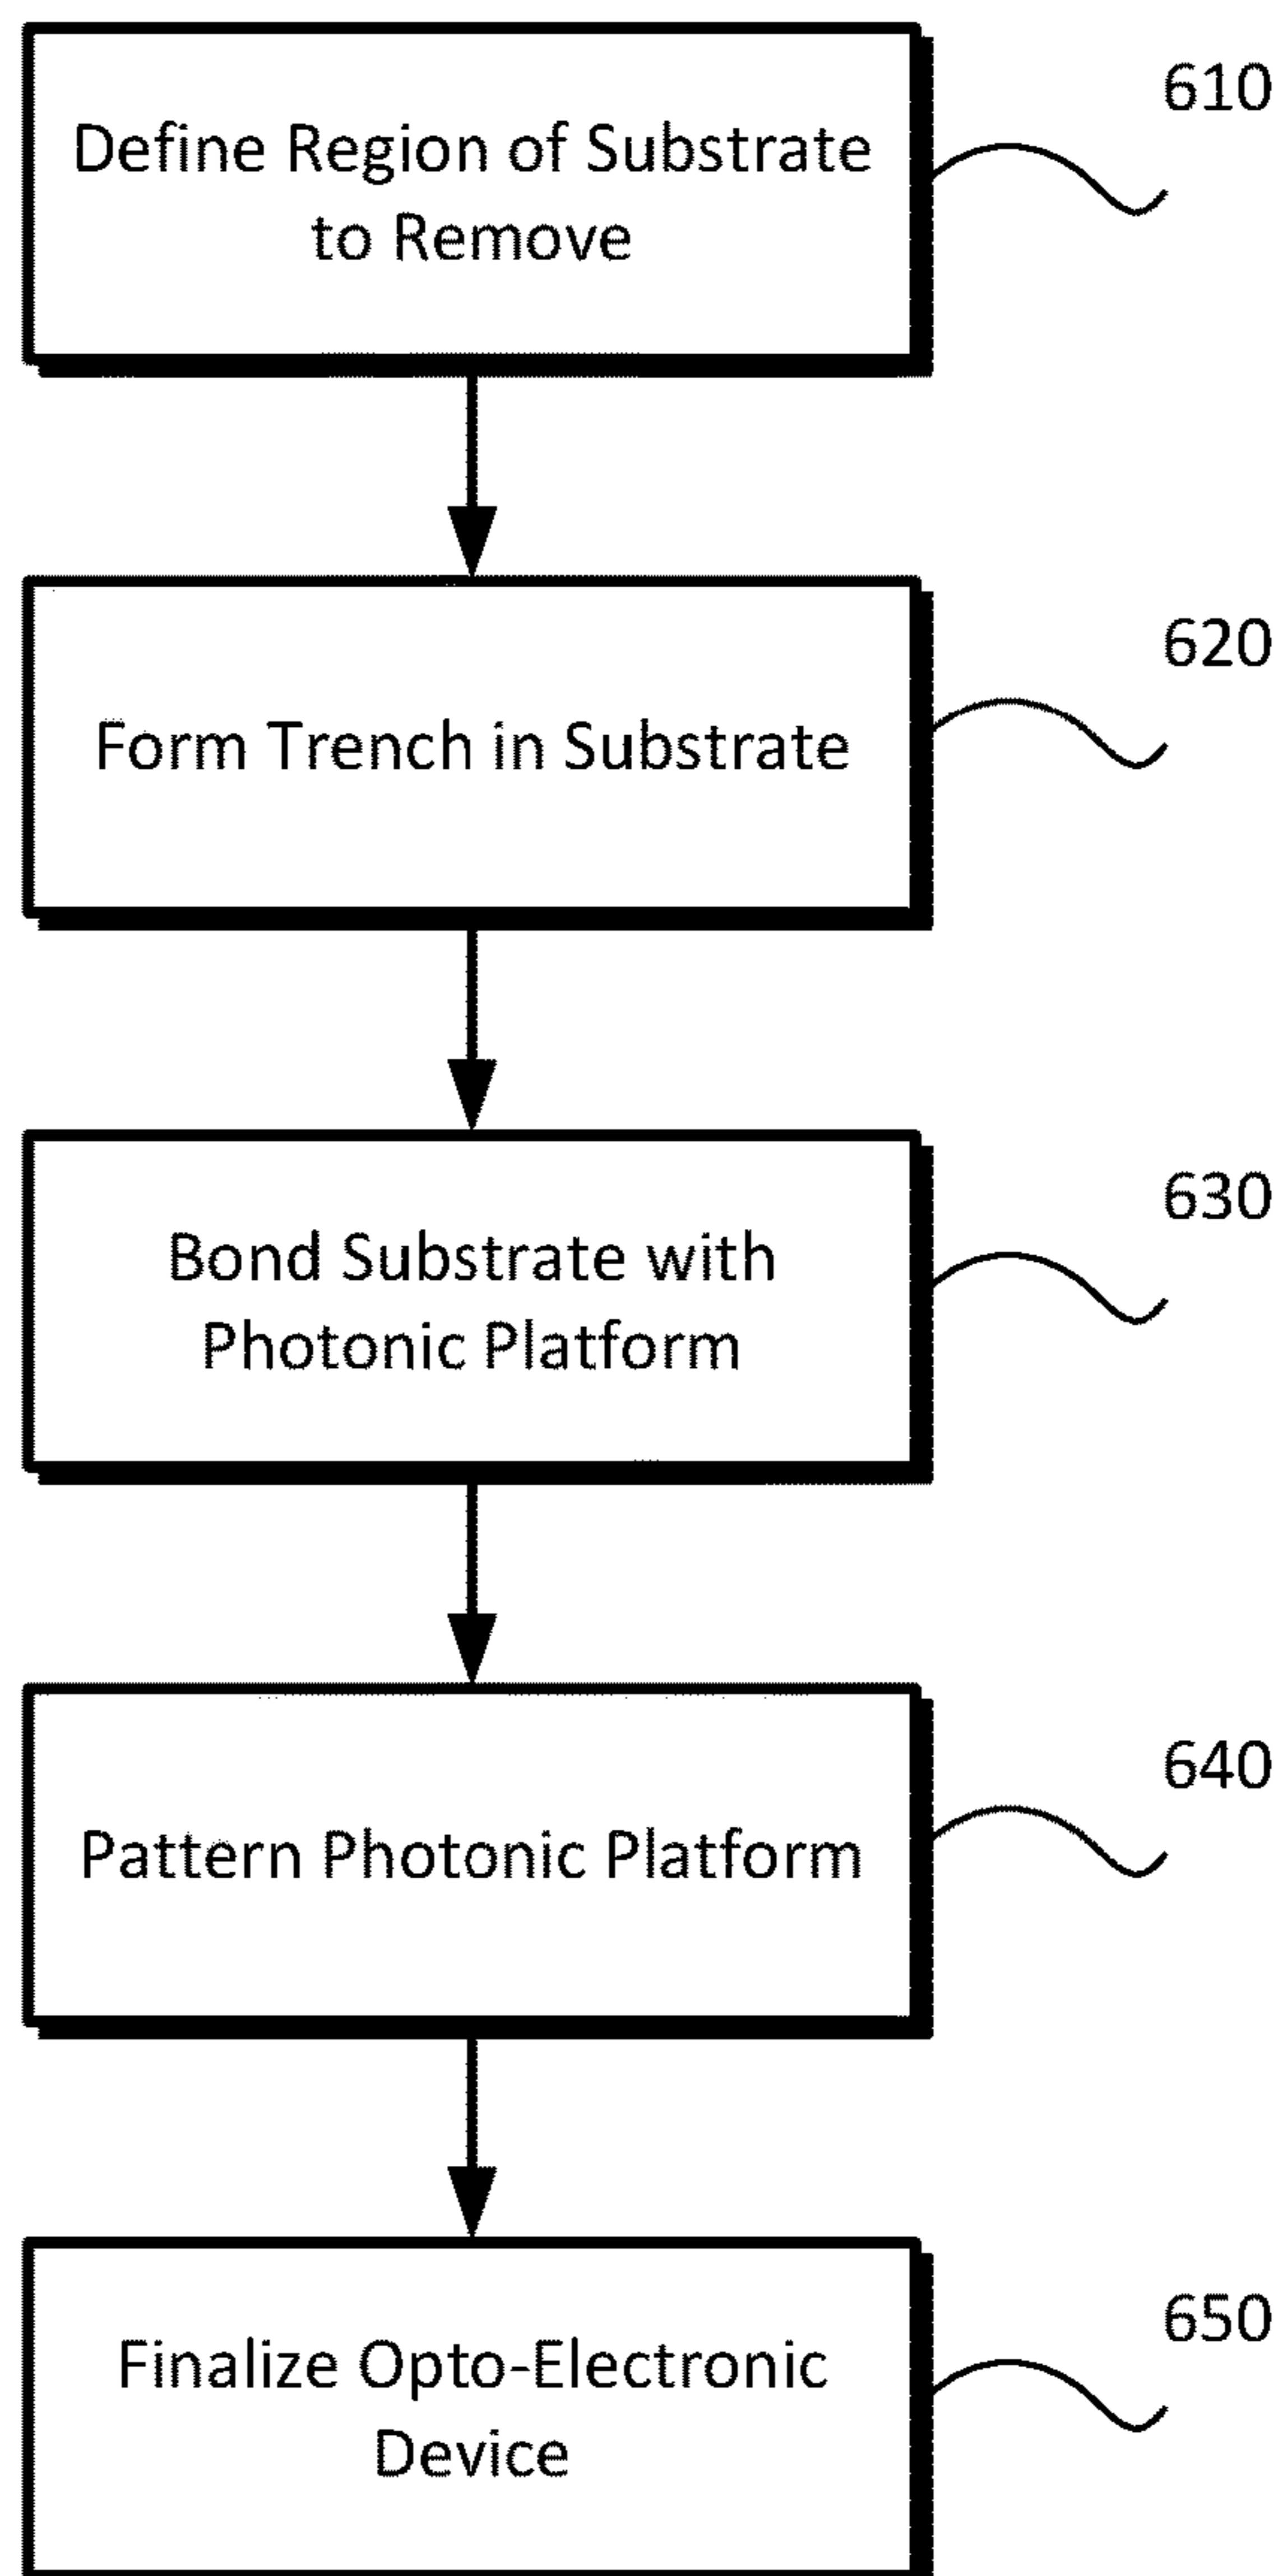 610
Define Region of Substrate
to Remove
620
Form Trench in Substrate
630
Bond Substrate with
Photonic Platform
640
Pattern Photonic Platform
650
Finalize Opto-Electronic
Device